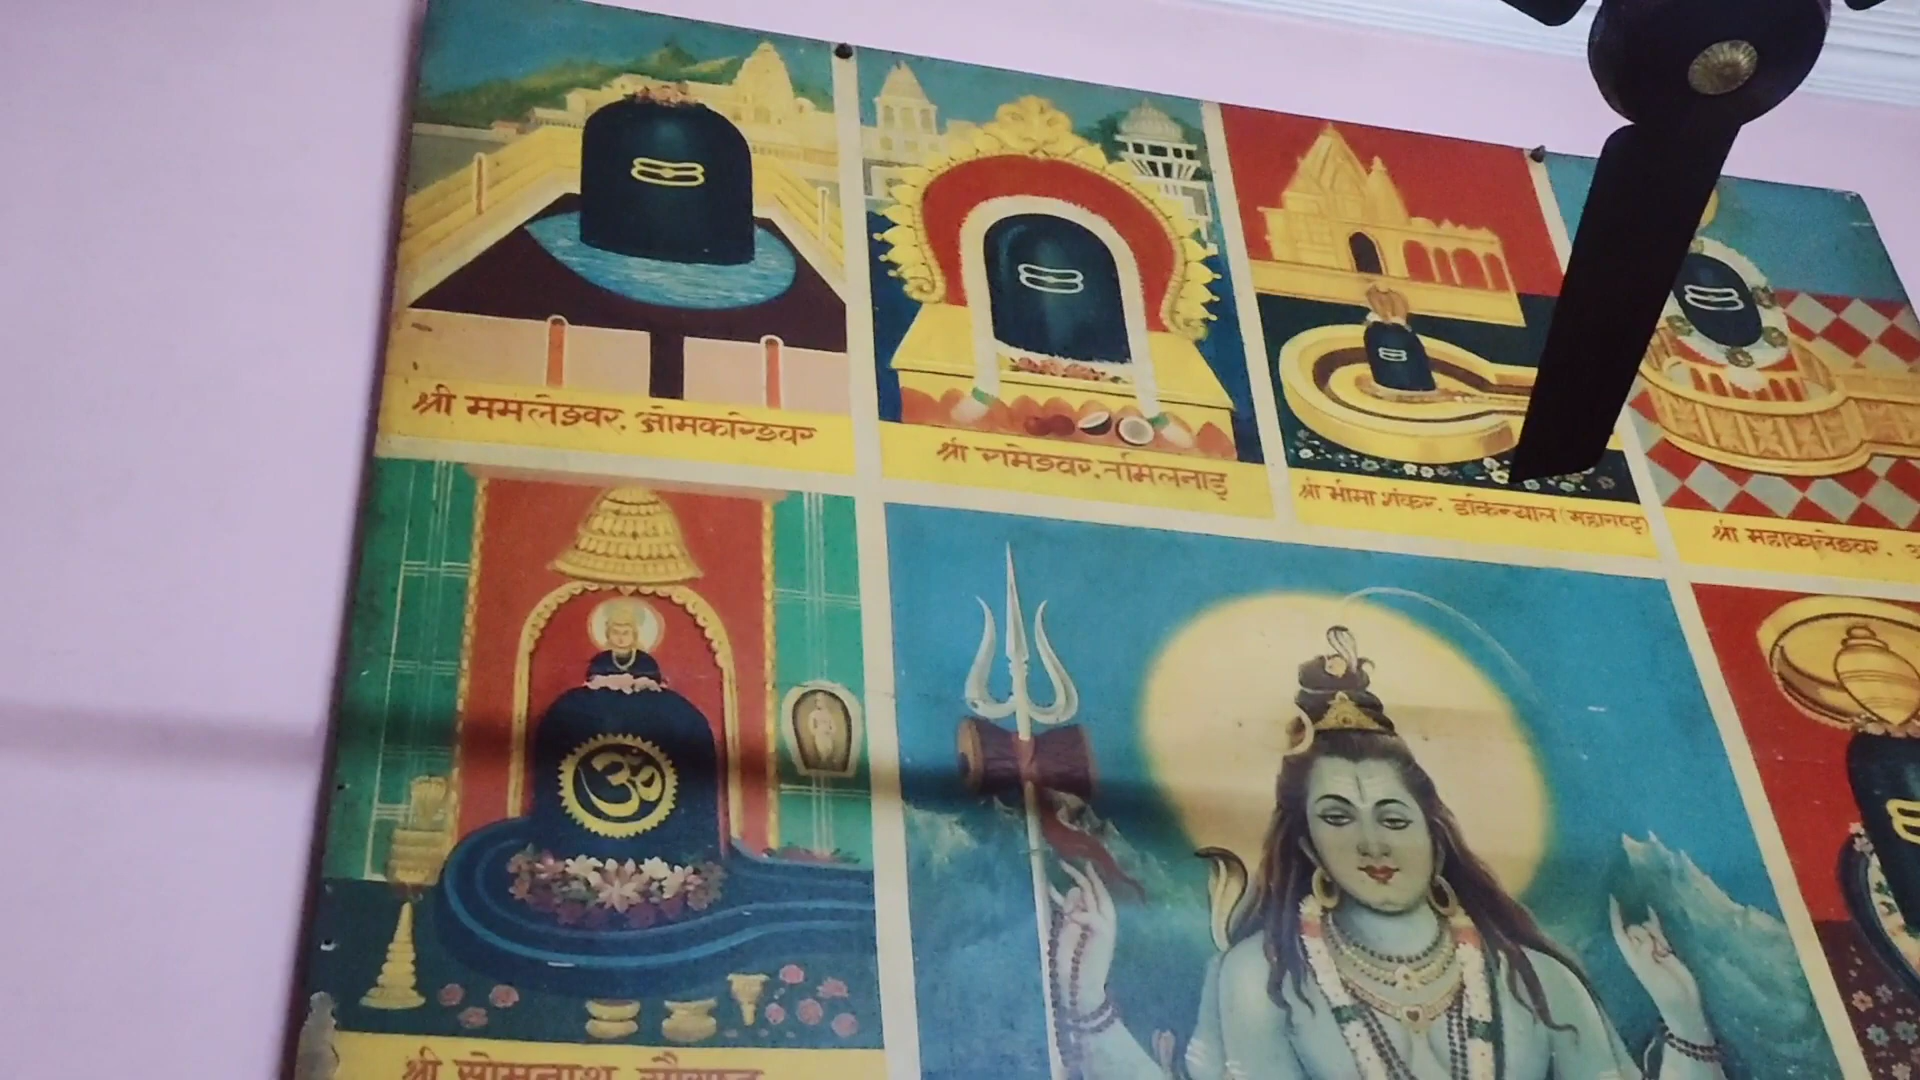 श्री ममलेश्वर. ओमकारेश्वर
श्री रामेश्वर. तामिलनाडु
श्री भीमा शंकर. डाकिन्याल (महाराष्ट्र)
श्री महाकालेश्वर.
ॐ
श्री सोमनाथ